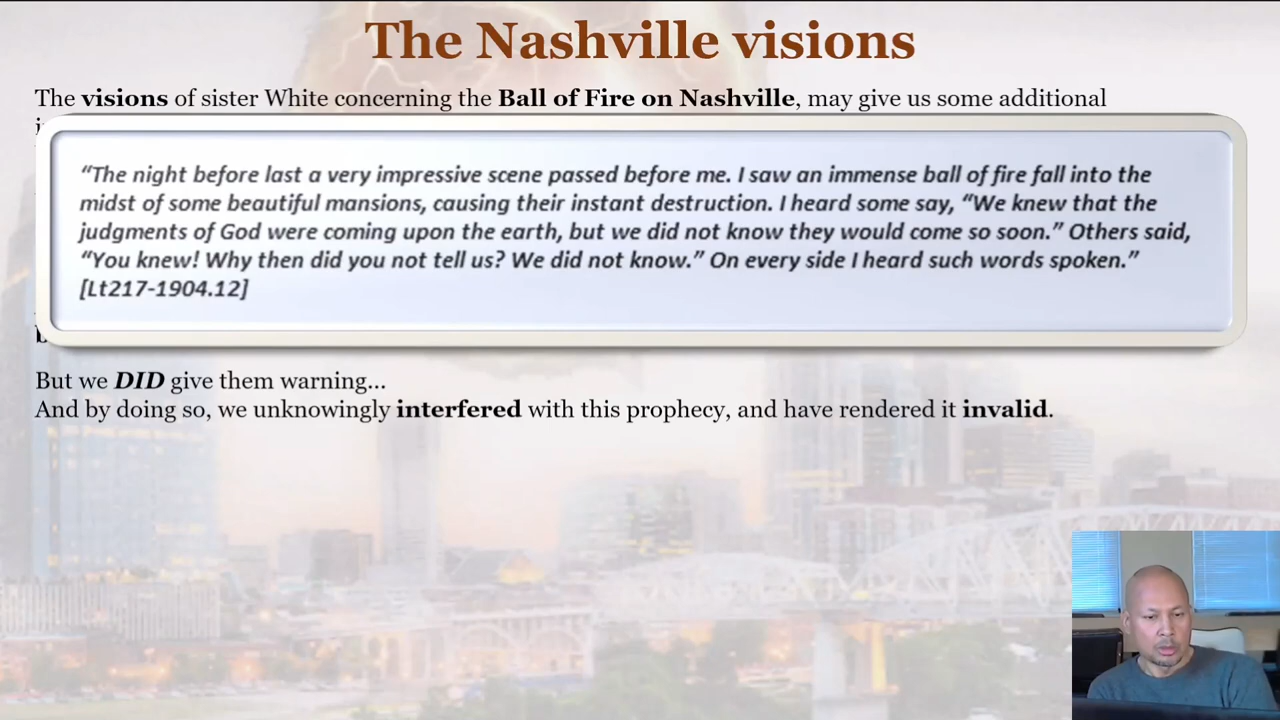 The Nashville visions
The visions of sister White concerning the Ball of Fire on Nashville, may give us some additional
“The night before last a very impressive scene passed before me. I saw an immense ball of fire fall into the
midst of some beautiful mansions, causing their instant destruction. I heard some say, “We knew that the
judgments of God were coming upon the earth, but we did not know they would come so soon.” Others said,
“You knew! Why then did you not tell us? We did not know.” On every side I heard such words spoken.”
[Lt217-1904.12]
But we DID give them warning...
And by doing so, we unknowingly interfered with this prophecy, and have rendered it invalid.